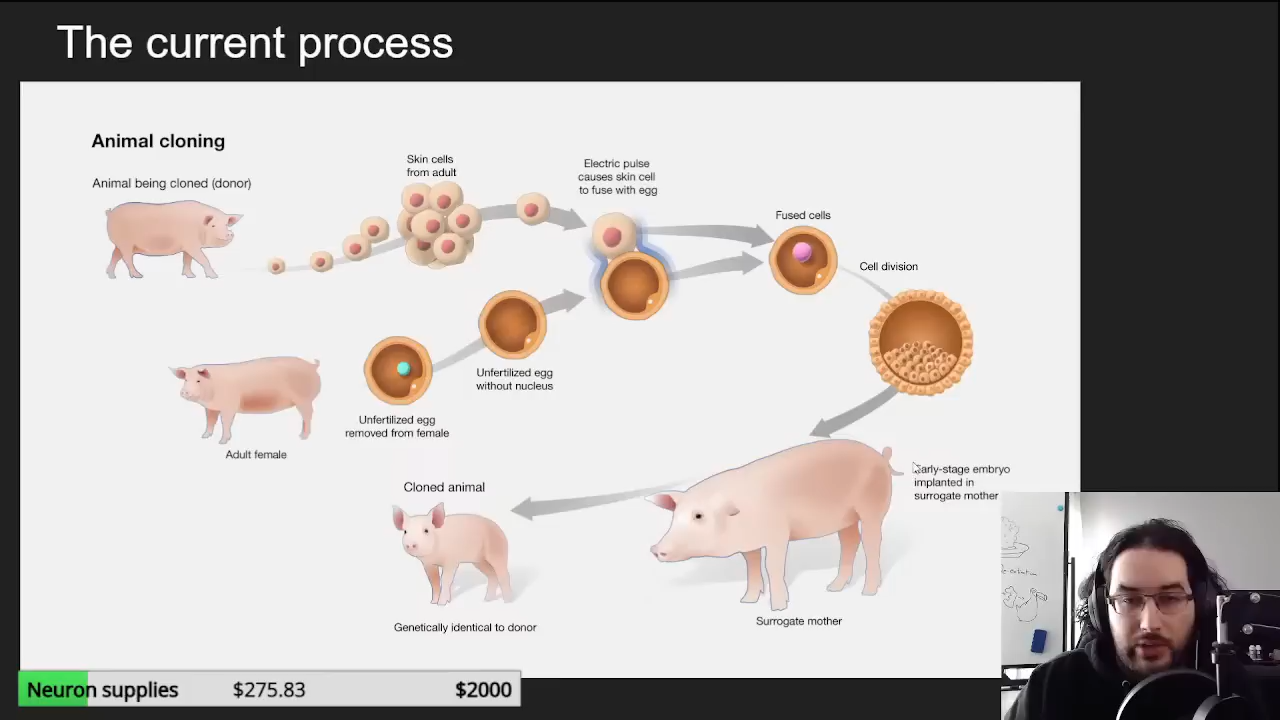 The current process
Animal cloning
Animal being cloned (donor)
Skin cells
from adult
Electric pulse
causes skin cell
to fuse with egg
Fused cells
Cell division
Unfertilized egg
without nucleus
Unfertilized egg
removed from female
Adult female
Early-stage embryo
implanted in
surrogate mother
Cloned animal
Genetically identical to donor
Surrogate mother
Neuron supplies $275.83 $2000